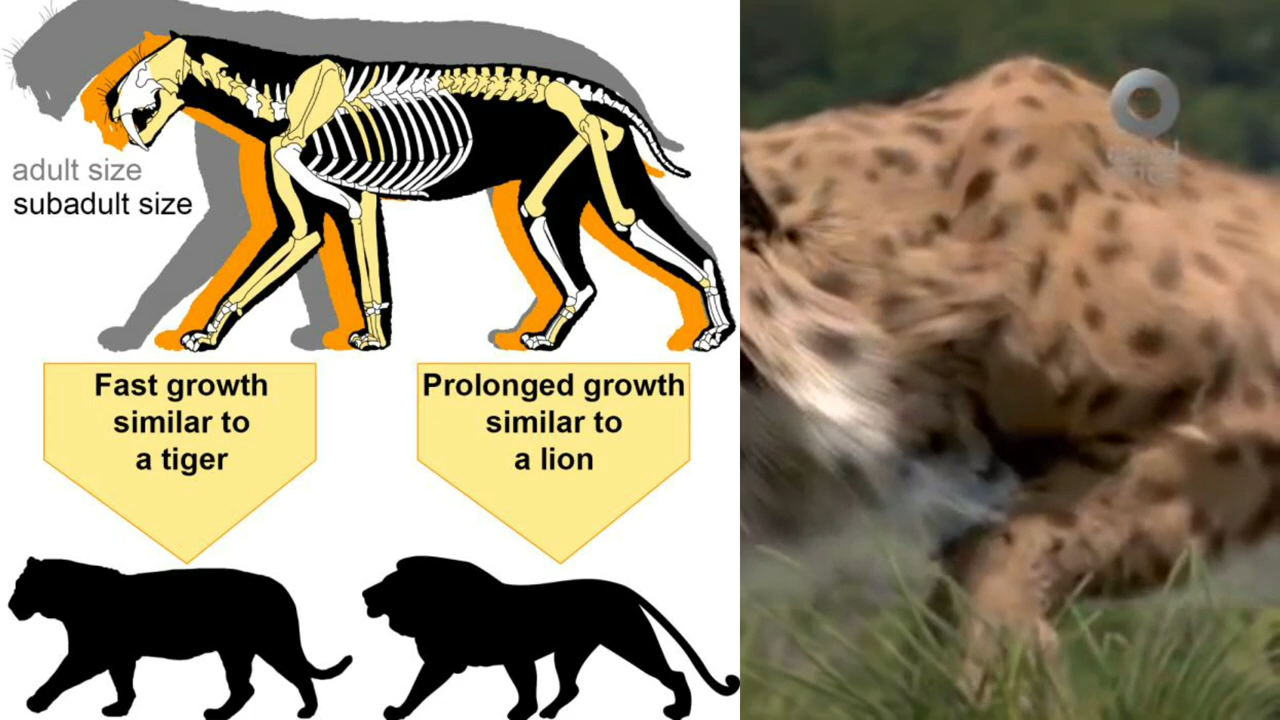 adult size
subadult size
Fast growth
similar to
a tiger
Prolonged growth
similar to
a lion